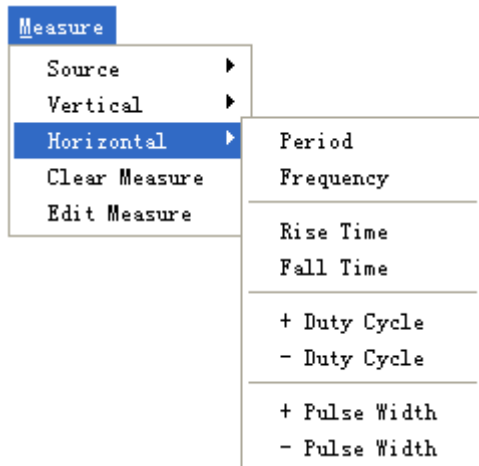 Measure
Source
Vertical
Horizontal
Clear Measure
Edit Measure
Period
Frequency
Rise Time
Fall Time
+ Duty Cycle
- Duty Cycle
+ Pulse Width
- Pulse Width